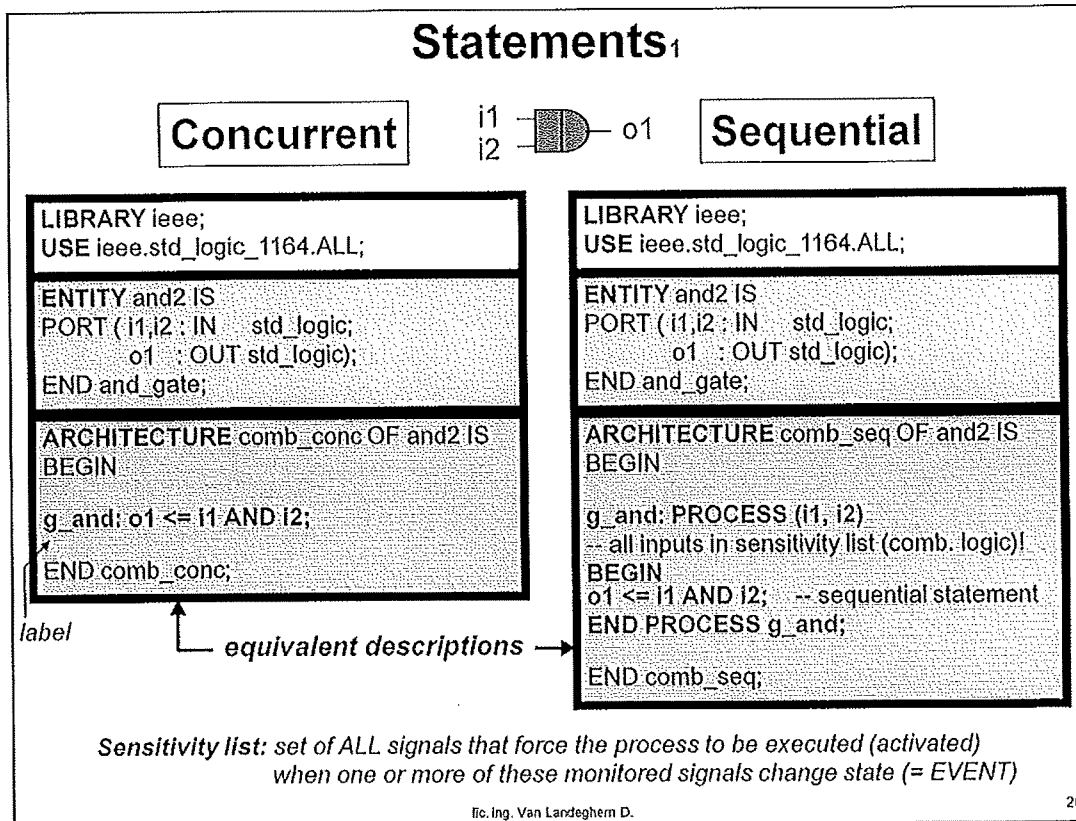 Statements1
Concurrent
i1
i2
o1
Sequential
LIBRARY ieee;
USE ieee.std_logic_1164.ALL;
ENTITY and2 IS
PORT ( i1,i2 : IN std_logic;
o1 : OUT std_logic);
END and_gate;
ARCHITECTURE comb_conc OF and2 IS
BEGIN
g_and: o1 <= i1 AND i2;
END comb_conc;
label
LIBRARY ieee;
USE ieee.std_logic_1164.ALL;
ENTITY and2 IS
PORT ( i1,i2 : IN std_logic;
o1 : OUT std_logic);
END and_gate;
ARCHITECTURE comb_seq OF and2 IS
BEGIN
g_and: PROCESS (i1, i2)
-- all inputs in sensitivity list (comb. logic)!
BEGIN
o1 <= i1 AND i2; -- sequential statement
END PROCESS g_and;
END comb_seq;
equivalent descriptions
Sensitivity list: set of ALL signals that force the process to be executed (activated)
when one or more of these monitored signals change state (= EVENT)
lic. Ing. Van Landeghem D.